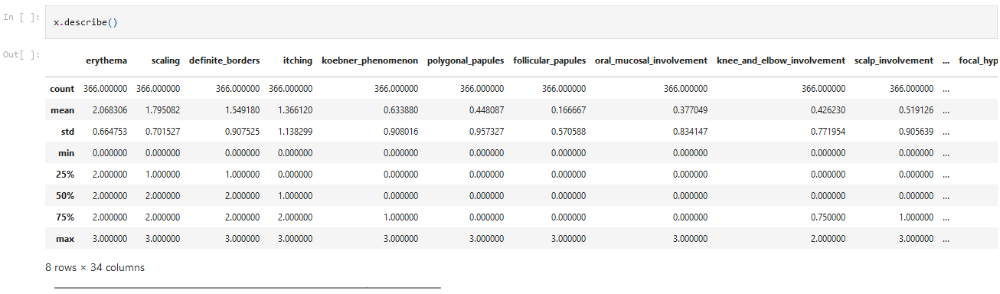 In [ ]: x.describe()
Out[ ]: erythema scaling definite_borders itching koebner_phenomenon polygonal_papules follicular_papules oral_mucosal_involvement knee_and_elbow_involvement scalp_involvement ... focal_hyp
count 366.000000 366.000000 366.000000 366.000000 366.000000 366.000000 366.000000 366.000000 366.000000 366.000000 ...
mean 2.068306 1.795082 1.549180 1.366120 0.633880 0.448087 0.166667 0.377049 0.426230 0.519126 ...
std 0.664753 0.701527 0.907525 1.138299 0.908016 0.957327 0.570588 0.834147 0.771954 0.905639 ...
min 0.000000 0.000000 0.000000 0.000000 0.000000 0.000000 0.000000 0.000000 0.000000 0.000000 ...
25% 2.000000 1.000000 1.000000 0.000000 0.000000 0.000000 0.000000 0.000000 0.000000 0.000000 ...
50% 2.000000 2.000000 2.000000 1.000000 0.000000 0.000000 0.000000 0.000000 0.000000 0.000000 ...
75% 2.000000 2.000000 2.000000 2.000000 1.000000 0.000000 0.000000 0.000000 0.750000 1.000000 ...
max 3.000000 3.000000 3.000000 3.000000 3.000000 3.000000 3.000000 3.000000 2.000000 3.000000 ...
8 rows × 34 columns